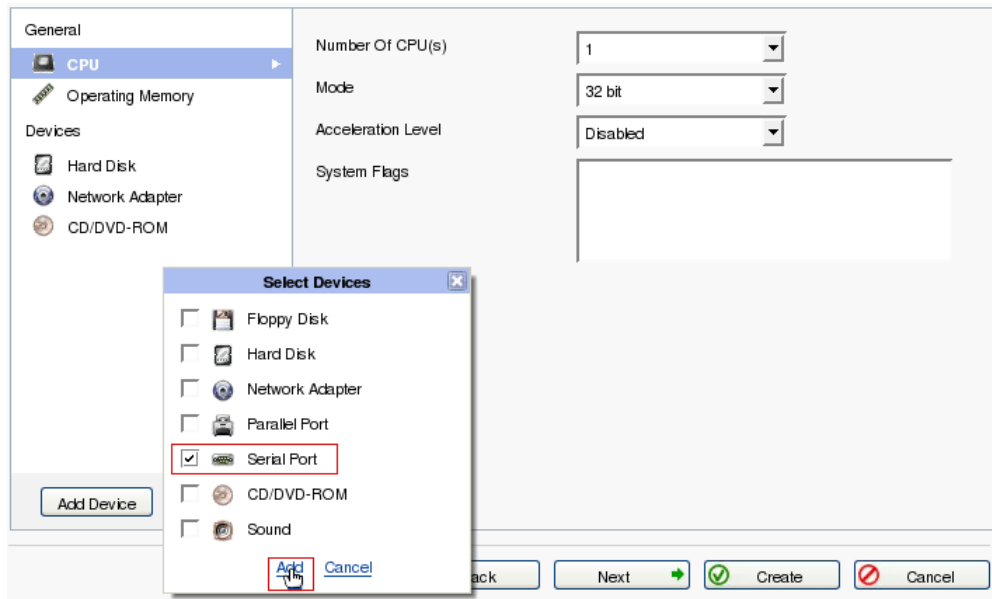 General
CPU
Operating Memory
Devices
Hard Disk
Network Adapter
CD/DVD-ROM
Add Device
Number Of CPU(s) 1
Mode 32 bit
Acceleration Level Disabled
System Flags
Select Devices
Floppy Disk
Hard Disk
Network Adapter
Parallel Port
Serial Port
CD/DVD-ROM
Sound
Add Cancel
ack Next Create Cancel